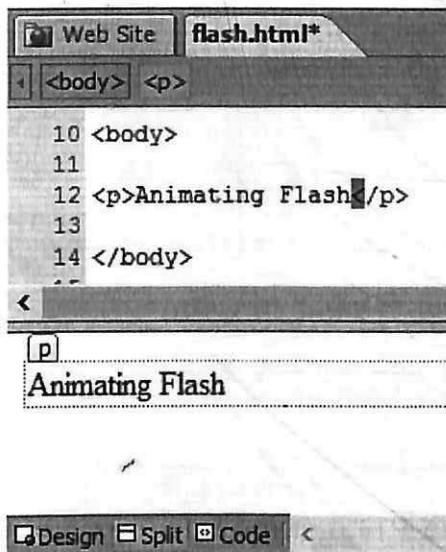 Web Site flash.html*
<body> <p>
10 <body>
11
12 <p>Animating Flash</p>
13
14 </body>
p
Animating Flash
Design Split Code